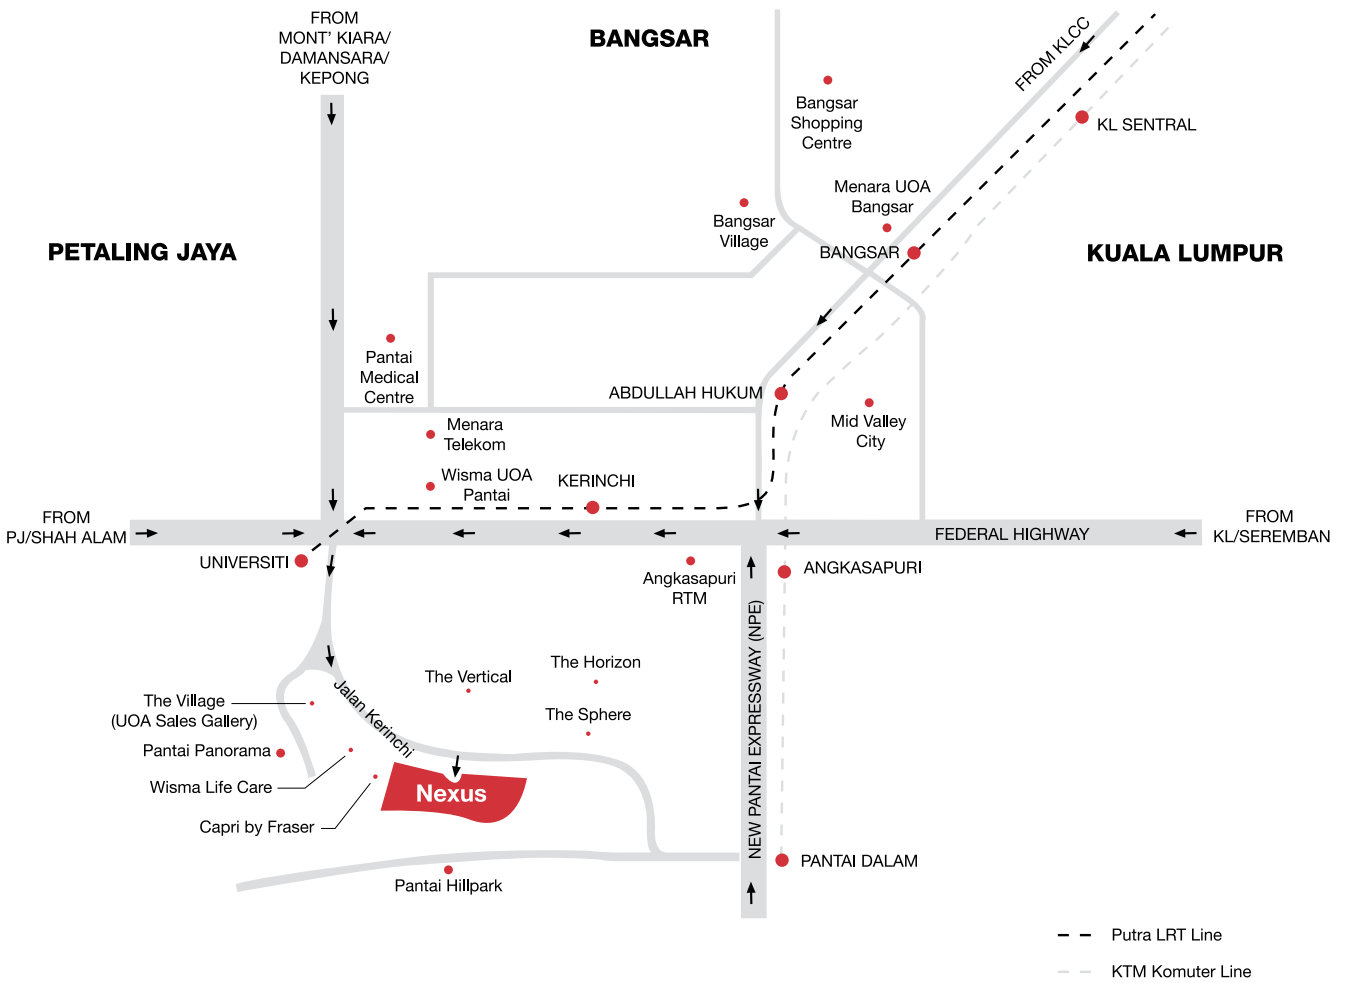 FROM
MONT' KIARA/
DAMANSARA/
KEPONG
BANGSAR
FROM KLCC
Bangsar
Shopping
Centre
KL SENTRAL
Menara UOA
Bangsar
Bangsar
Village
BANGSAR
PETALING JAYA
KUALA LUMPUR
Pantai
Medical
Centre
ABDULLAH HUKUM
Mid Valley
City
Menara
Telekom
Wisma UOA
Pantai
KERINCHI
FROM
PJ/SHAH ALAM
FEDERAL HIGHWAY
FROM
KL/SEREMBAN
UNIVERSITI
Angkasapuri
RTM
ANGKASAPURI
NEW PANTAI EXPRESSWAY (NPE)
The Vertical
The Horizon
The Sphere
Jalan Kerinchi
The Village
(UOA Sales Gallery)
Pantai Panorama
Wisma Life Care
Capri by Fraser
Nexus
Pantai Hillpark
PANTAI DALAM
Putra LRT Line
KTM Komuter Line